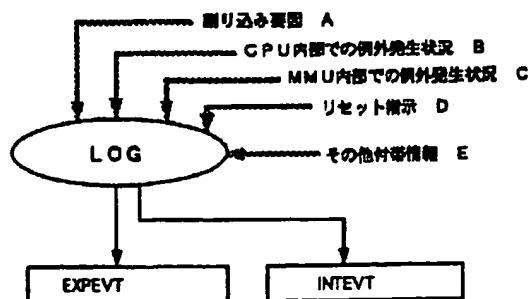 割り込み要因 A
CPU内部での例外発生状況 B
MMU内部での例外発生状況 C
リセット指示 D
LOG
その他付帯情報 E
EXPEVT
INTEVT